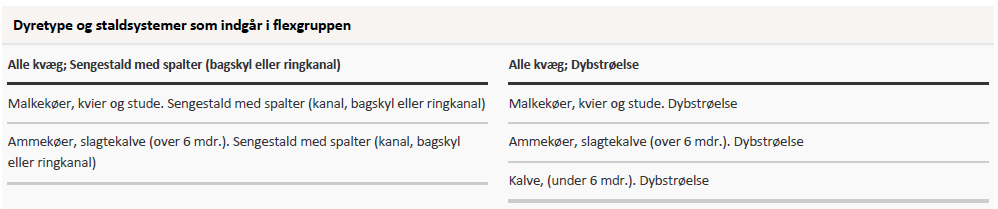 Dyretype og staldsystemer som indgår i flexgruppen
Alle kvæg; Sengestald med spalter (bagskyl eller ringkanal)
Malkekøer, kvier og stude. Sengestald med spalter (kanal, bagskyl eller ringkanal)
Ammekøer, slagtekalve (over 6 mdr.). Sengestald med spalter (kanal, bagskyl
eller ringkanal)
Alle kvæg; Dybstrøelse
Malkekøer, kvier og stude. Dybstrøelse
Ammekøer, slagtekalve (over 6 mdr.). Dybstrøelse
Kalve, (under 6 mdr.). Dybstrøelse